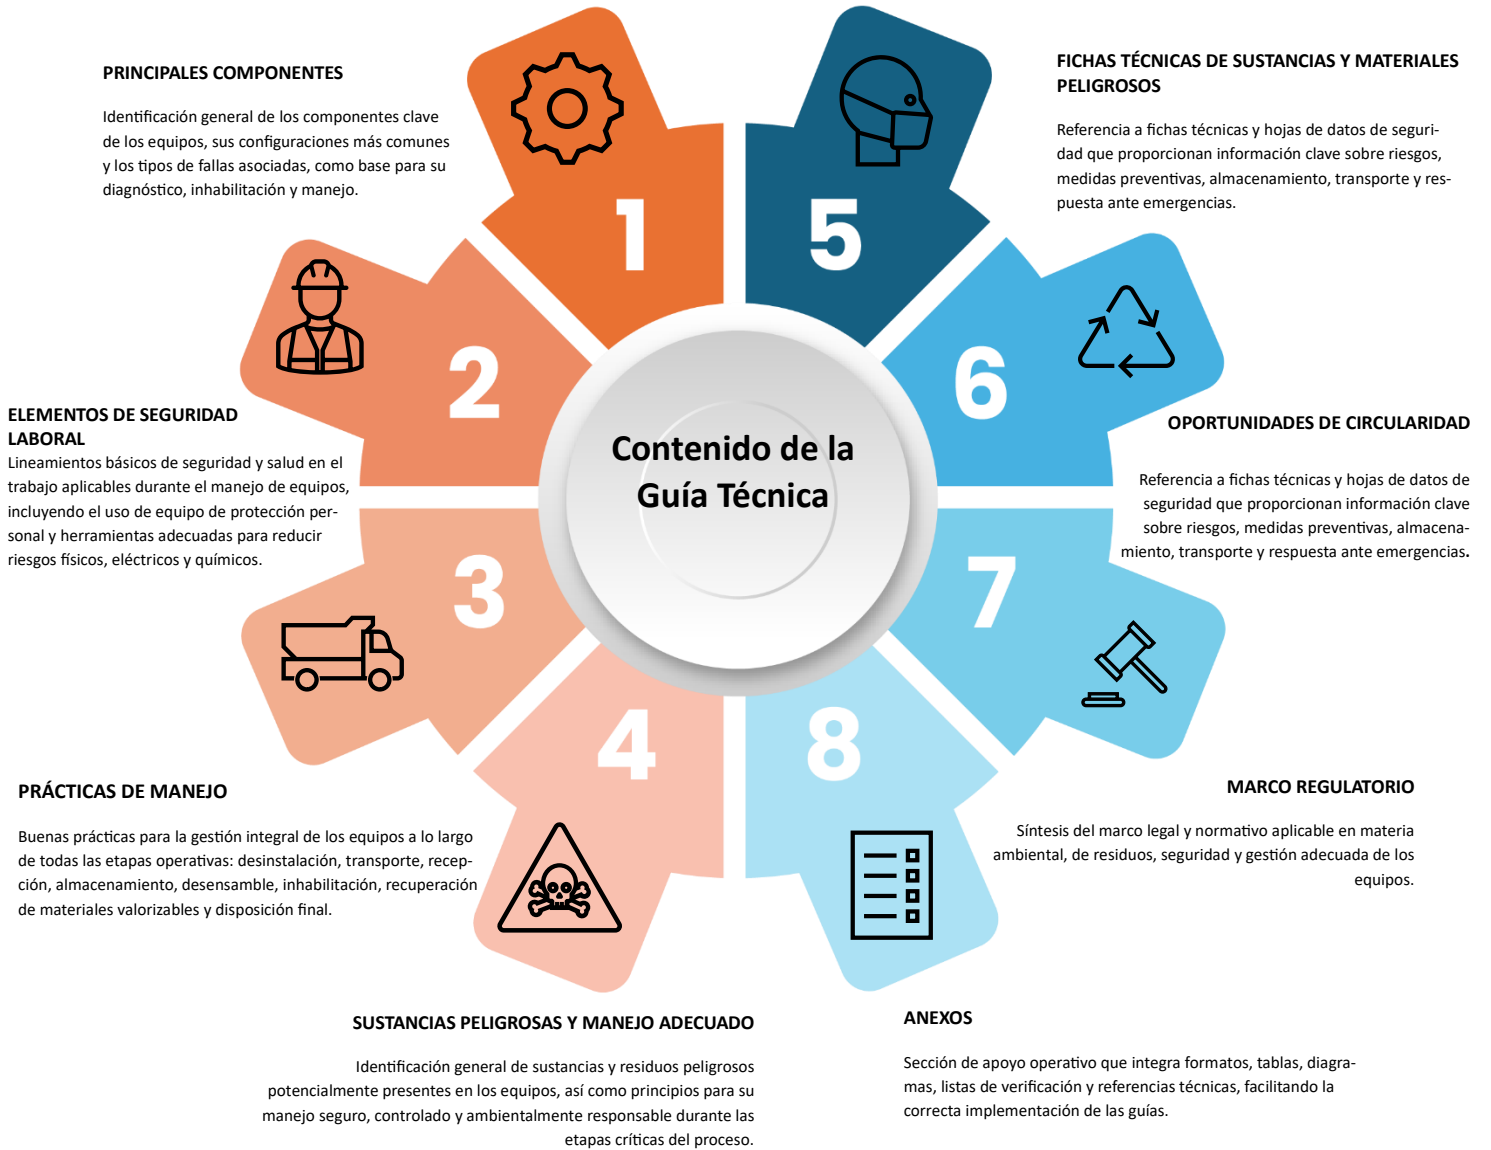 PRINCIPALES COMPONENTES
Identificación general de los componentes clave
de los equipos, sus configuraciones más comunes
y los tipos de fallas asociadas, como base para su
diagnóstico, inhabilitación y manejo.
1
2
ELEMENTOS DE SEGURIDAD
LABORAL
Lineamientos básicos de seguridad y salud en el
trabajo aplicables durante el manejo de equipos,
incluyendo el uso de equipo de protección per-
sonal y herramientas adecuadas para reducir
riesgos físicos, eléctricos y químicos.
3
PRÁCTICAS DE MANEJO
Buenas prácticas para la gestión integral de los equipos a lo largo
de todas las etapas operativas: desinstalación, transporte, recep-
ción, almacenamiento, desensamble, inhabilitación, recuperación
de materiales valorizables y disposición final.
4
SUSTANCIAS PELIGROSAS Y MANEJO ADECUADO
Identificación general de sustancias y residuos peligrosos
potencialmente presentes en los equipos, así como principios para su
manejo seguro, controlado y ambientalmente responsable durante las
etapas críticas del proceso.
Contenido de la
Guía Técnica
5
FICHAS TÉCNICAS DE SUSTANCIAS Y MATERIALES
PELIGROSOS
Referencia a fichas técnicas y hojas de datos de seguri-
dad que proporcionan información clave sobre riesgos,
medidas preventivas, almacenamiento, transporte y res-
puesta ante emergencias.
6
OPORTUNIDADES DE CIRCULARIDAD
Referencia a fichas técnicas y hojas de datos de
seguridad que proporcionan información clave
sobre riesgos, medidas preventivas, almacena-
miento, transporte y respuesta ante emergencias.
7
MARCO REGULATORIO
Síntesis del marco legal y normativo aplicable en materia
ambiental, de residuos, seguridad y gestión adecuada de los
equipos.
8
ANEXOS
Sección de apoyo operativo que integra formatos, tablas, diagra-
mas, listas de verificación y referencias técnicas, facilitando la
correcta implementación de las guías.